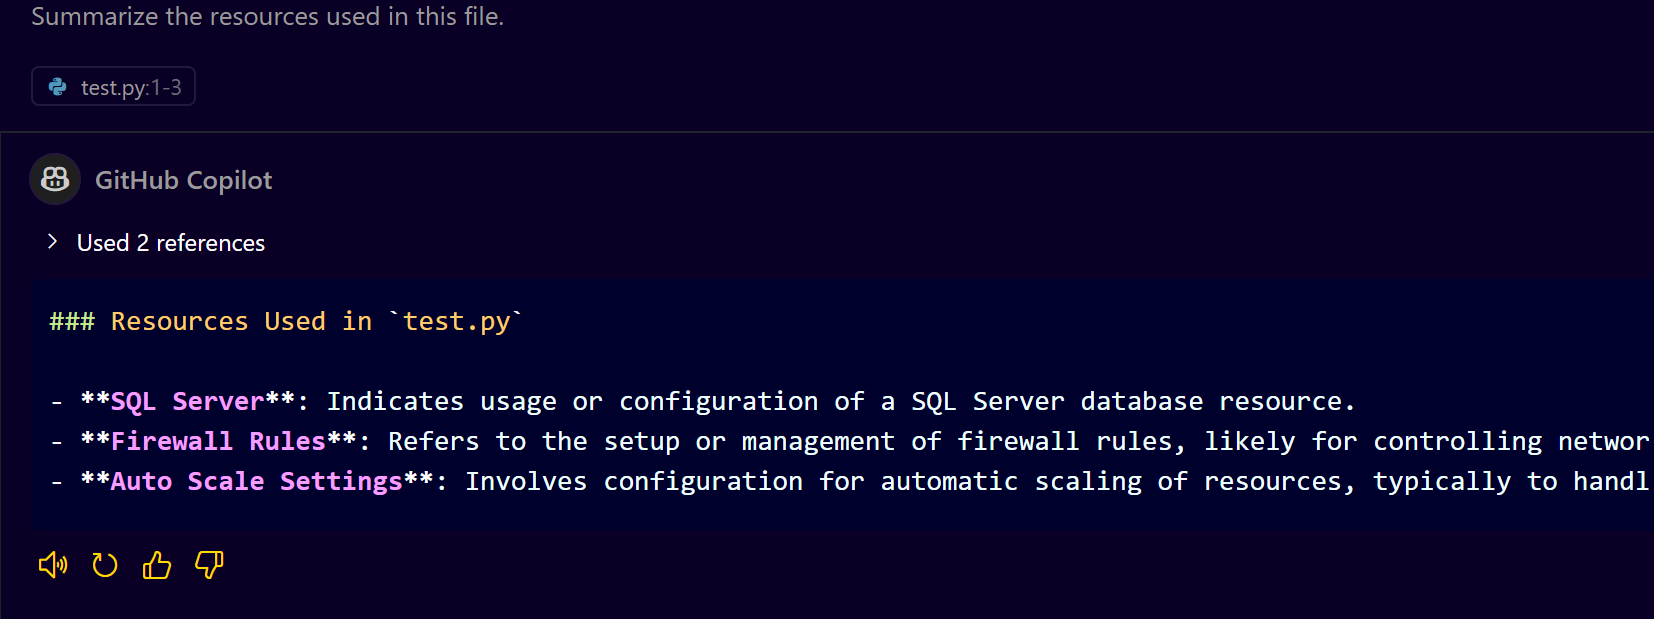 Summarize the resources used in this file.
test.py:1-3
GitHub Copilot
Used 2 references
### Resources Used in `test.py`
- **SQL Server**: Indicates usage or configuration of a SQL Server database resource.
- **Firewall Rules**: Refers to the setup or management of firewall rules, likely for controlling networ
- **Auto Scale Settings**: Involves configuration for automatic scaling of resources, typically to handl